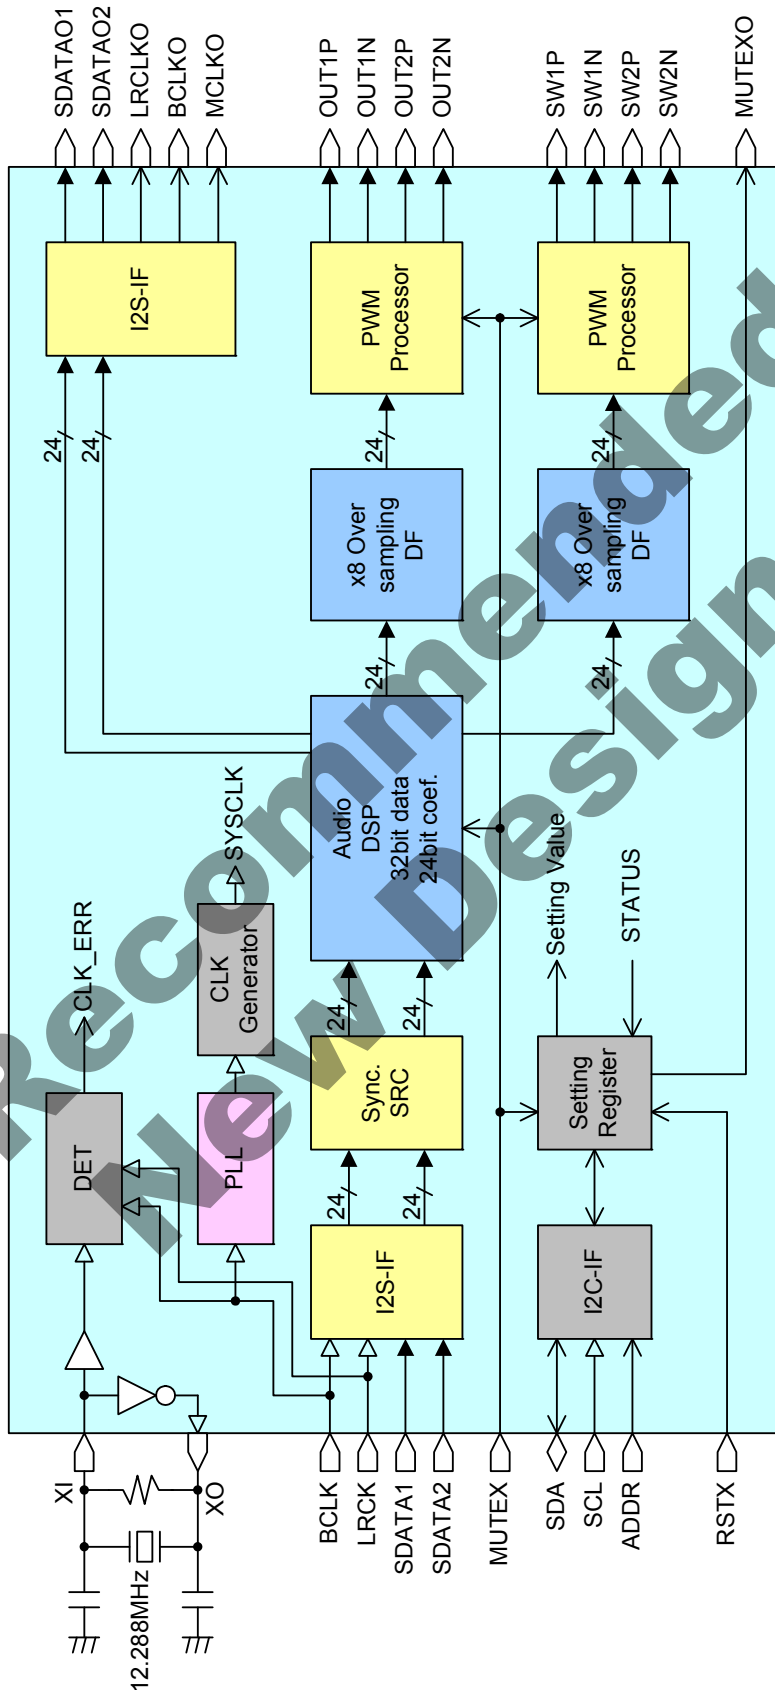 SDATAO1
SDATAO2
LRCLKO
BCLKO
MCLKO
OUT1P
OUT1N
OUT2P
OUT2N
SW1P
SW1N
SW2P
SW2N
MUTEXO
I2S-IF
PWM
Processor
PWM
Processor
24
24
24
24
x8 Over
sampling
DF
x8 Over
sampling
DF
24
24
Audio
DSP
32bit data
24bit coef.
SYSCLK
CLK_ERR
CLK
Generator
Setting Value
STATUS
24
24
DET
PLL
Sync.
SRC
Setting
Register
24
24
I2S-IF
I2C-IF
XI
XO
12.288MHz
BCLK
LRCK
SDATA1
SDATA2
MUTEX
SDA
SCL
ADDR
RSTX
Recommended
New Design